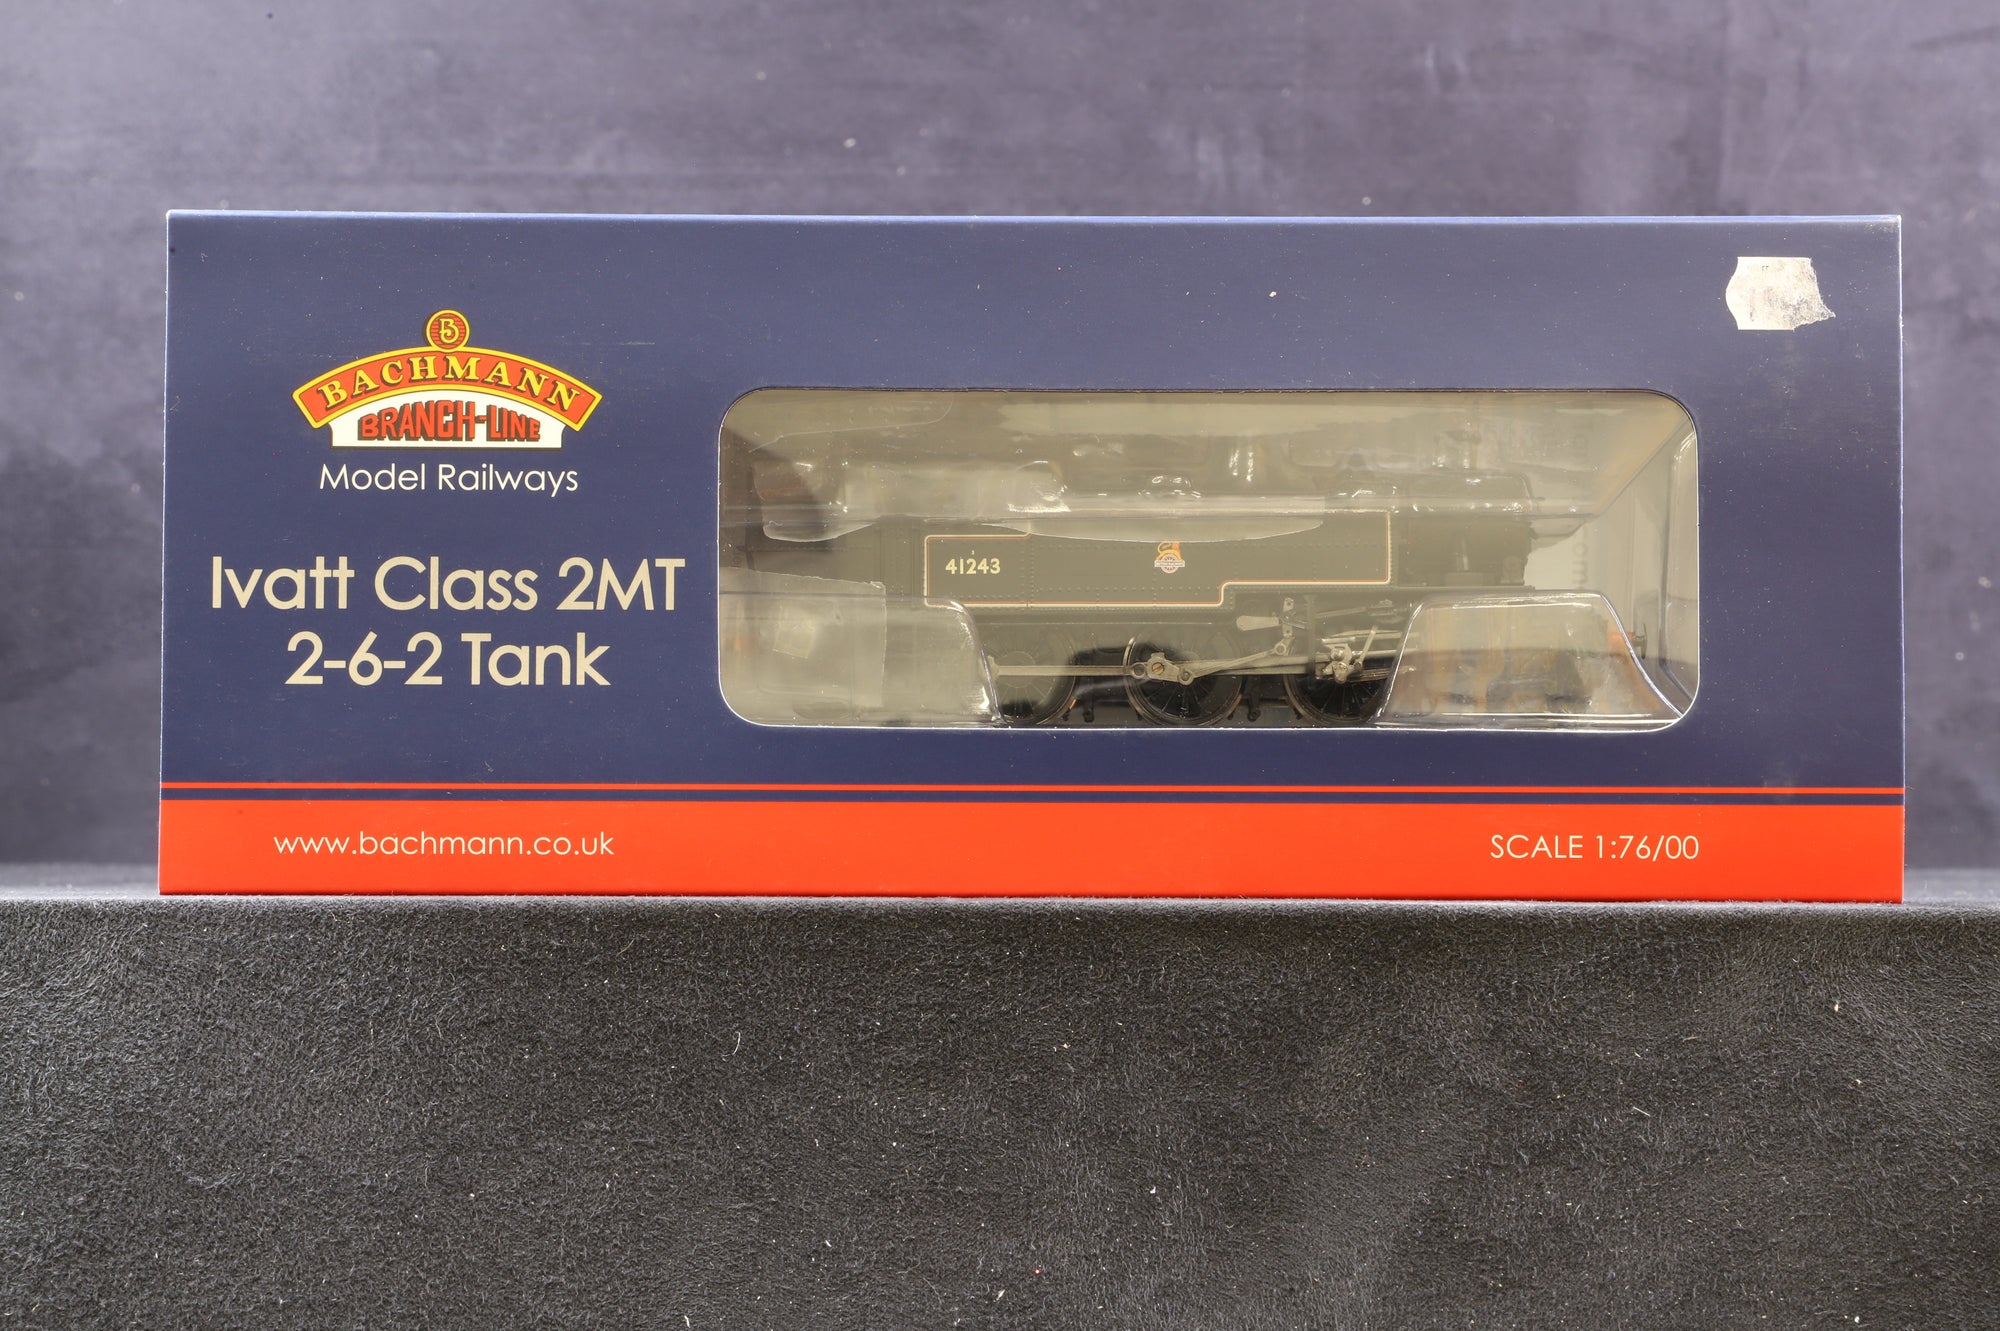 B
BACHMANN
BRANCH-LINE
Model Railways
Ivatt Class 2MT
2-6-2 Tank
41243
www.bachmann.co.uk
SCALE 1:76/00